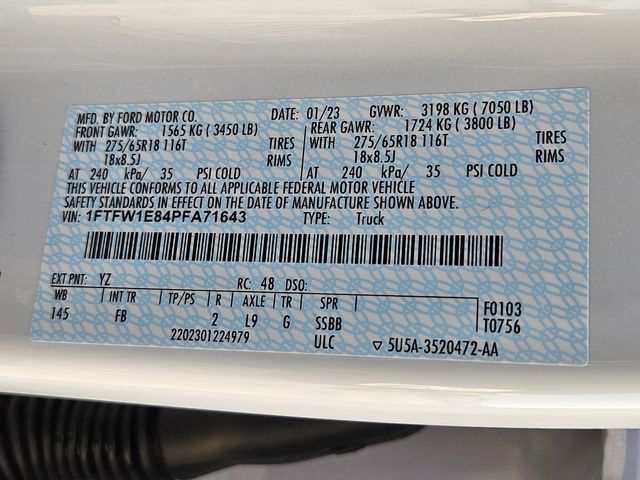 MFD. BY FORD MOTOR CO. DATE: 01/23 GVWR: 3198 KG ( 7050 LB)
FRONT GAWR: 1565 KG ( 3450 LB) REAR GAWR: 1724 KG ( 3800 LB)
WITH 275/65R18 116T TIRES WITH 275/65R18 116T TIRES
18x8.5J RIMS 18x8.5J RIMS
AT 240 kPa/ 35 PSI COLD AT 240 kPa/ 35 PSI COLD
THIS VEHICLE CONFORMS TO ALL APPLICABLE FEDERAL MOTOR VEHICLE
SAFETY STANDARDS IN EFFECT ON THE DATE OF MANUFACTURE SHOWN ABOVE.
VIN: 1FTFW1E84PFA71643 TYPE: Truck
EXT PNT: YZ RC: 48 DSO:
WB INT TR TP/PS R AXLE TR SPR
145 FB 2 L9 G SSBB
F0103
T0756
2202301224979 ULC ▽ 5U5A-3520472-AA